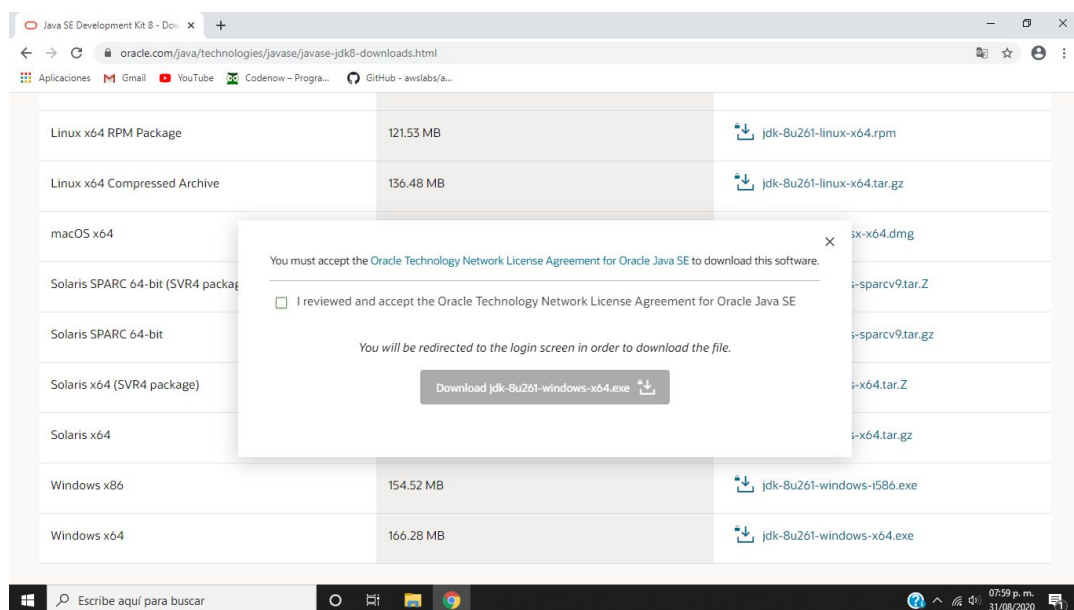 Java SE Development Kit 8 - Dov
oracle.com/java/technologies/javase/javase-jdk8-downloads.html
Aplicaciones Gmail YouTube Codenow – Progra... GitHub - awslabs/a...
Linux x64 RPM Package 121.53 MB jdk-8u261-linux-x64.rpm
Linux x64 Compressed Archive 136.48 MB jdk-8u261-linux-x64.tar.gz
macOS x64 sx-x64.dmg
You must accept the Oracle Technology Network License Agreement for Oracle Java SE to download this software.
Solaris SPARC 64-bit (SVR4 packag s-sparcv9.tar.Z
I reviewed and accept the Oracle Technology Network License Agreement for Oracle Java SE
Solaris SPARC 64-bit s-sparcv9.tar.gz
You will be redirected to the login screen in order to download the file.
Solaris x64 (SVR4 package) s-x64.tar.Z
Download jdk-8u261-windows-x64.exe
Solaris x64 s-x64.tar.gz
Windows x86 154.52 MB jdk-8u261-windows-i586.exe
Windows x64 166.28 MB jdk-8u261-windows-x64.exe
Escribe aquí para buscar
07:59 p. m.
31/08/2020